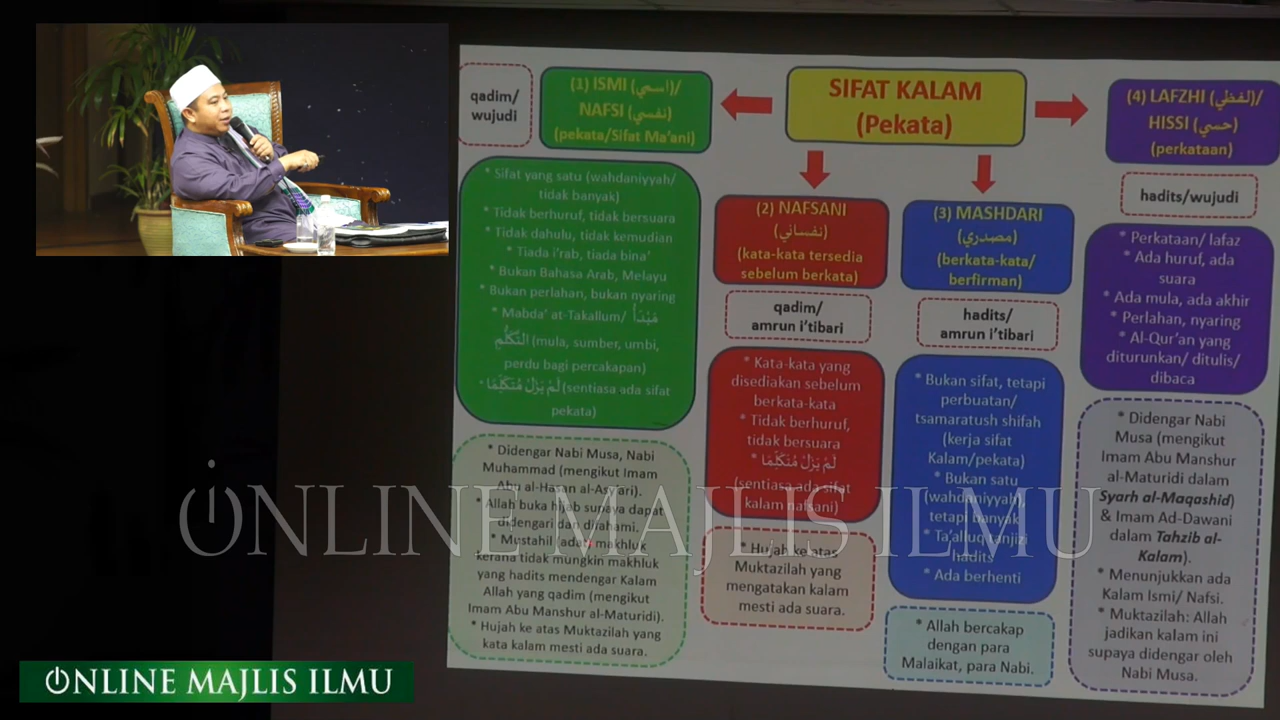 SIFAT KALAM
(Pekata)
qadim/
wujudi
(1) ISMI (اسمي)/
NAFSI (نفسي)
(pekata/Sifat Ma'ani)
* Sifat yang satu (wahdaniyyah/
tidak banyak)
* Tidak berhuruf, tidak bersuara
* Tidak dahulu, tidak kemudian
* Tiada i'rab, tiada bina'
* Bukan Bahasa Arab, Melayu
* Bukan perlahan, bukan nyaring
* Mabda' at-Takallum/ مَبْدَأُ
التَّكَلُّمِ (mula, sumber, umbi,
perdu bagi percakapan)
* لَمْ يَزَلْ مُتَكَلِّمًا (sentiasa ada sifat
pekata)
* Didengar Nabi Musa, Nabi
Muhammad (mengikut Imam
Abu al-Hasan al-Asy'ari).
* Allah buka hijab supaya dapat
didengari dan difahami.
* Mustahil (adat) makhluk
kerana tidak mungkin makhluk
yang hadits mendengar Kalam
Allah yang qadim (mengikut
Imam Abu Manshur al-Maturidi).
* Hujah ke atas Muktazilah yang
kata kalam mesti ada suara.
(2) NAFSANI
(نفساني)
(kata-kata tersedia
sebelum berkata)
qadim/
amrun i'tibari
* Kata-kata yang
disediakan sebelum
berkata-kata
* Tidak berhuruf,
tidak bersuara
* لَمْ يَزَلْ مُتَكَلِّمًا
(sentiasa ada sifat
kalam nafsani)
* Hujah ke atas
Muktazilah yang
mengatakan kalam
mesti ada suara.
(3) MASHDARI
(مصدري)
(berkata-kata/
berfirman)
hadits/
amrun i'tibari
* Bukan sifat, tetapi
perbuatan/
tsamaratush shifah
(kerja sifat
Kalam/pekata)
* Bukan satu
(wahdaniyyah),
tetapi banyak
* Ta'alluq tanjizi
hadits
* Ada berhenti
* Allah bercakap
dengan para
Malaikat, para Nabi.
(4) LAFZHI (لفظي)/
HISSI (حسي)
(perkataan)
hadits/wujudi
* Perkataan/ lafaz
* Ada huruf, ada
suara
* Ada mula, ada akhir
* Perlahan, nyaring
* Al-Qur'an yang
diturunkan/ ditulis/
dibaca
* Didengar Nabi
Musa (mengikut
Imam Abu Manshur
al-Maturidi dalam
Syarh al-Maqashid)
& Imam Ad-Dawani
dalam Tahzib al-
Kalam).
* Menunjukkan ada
Kalam Ismi/ Nafsi.
* Muktazilah: Allah
jadikan kalam ini
supaya didengar oleh
Nabi Musa.
ONLINE MAJLIS ILMU
ONLINE MAJLIS ILMU